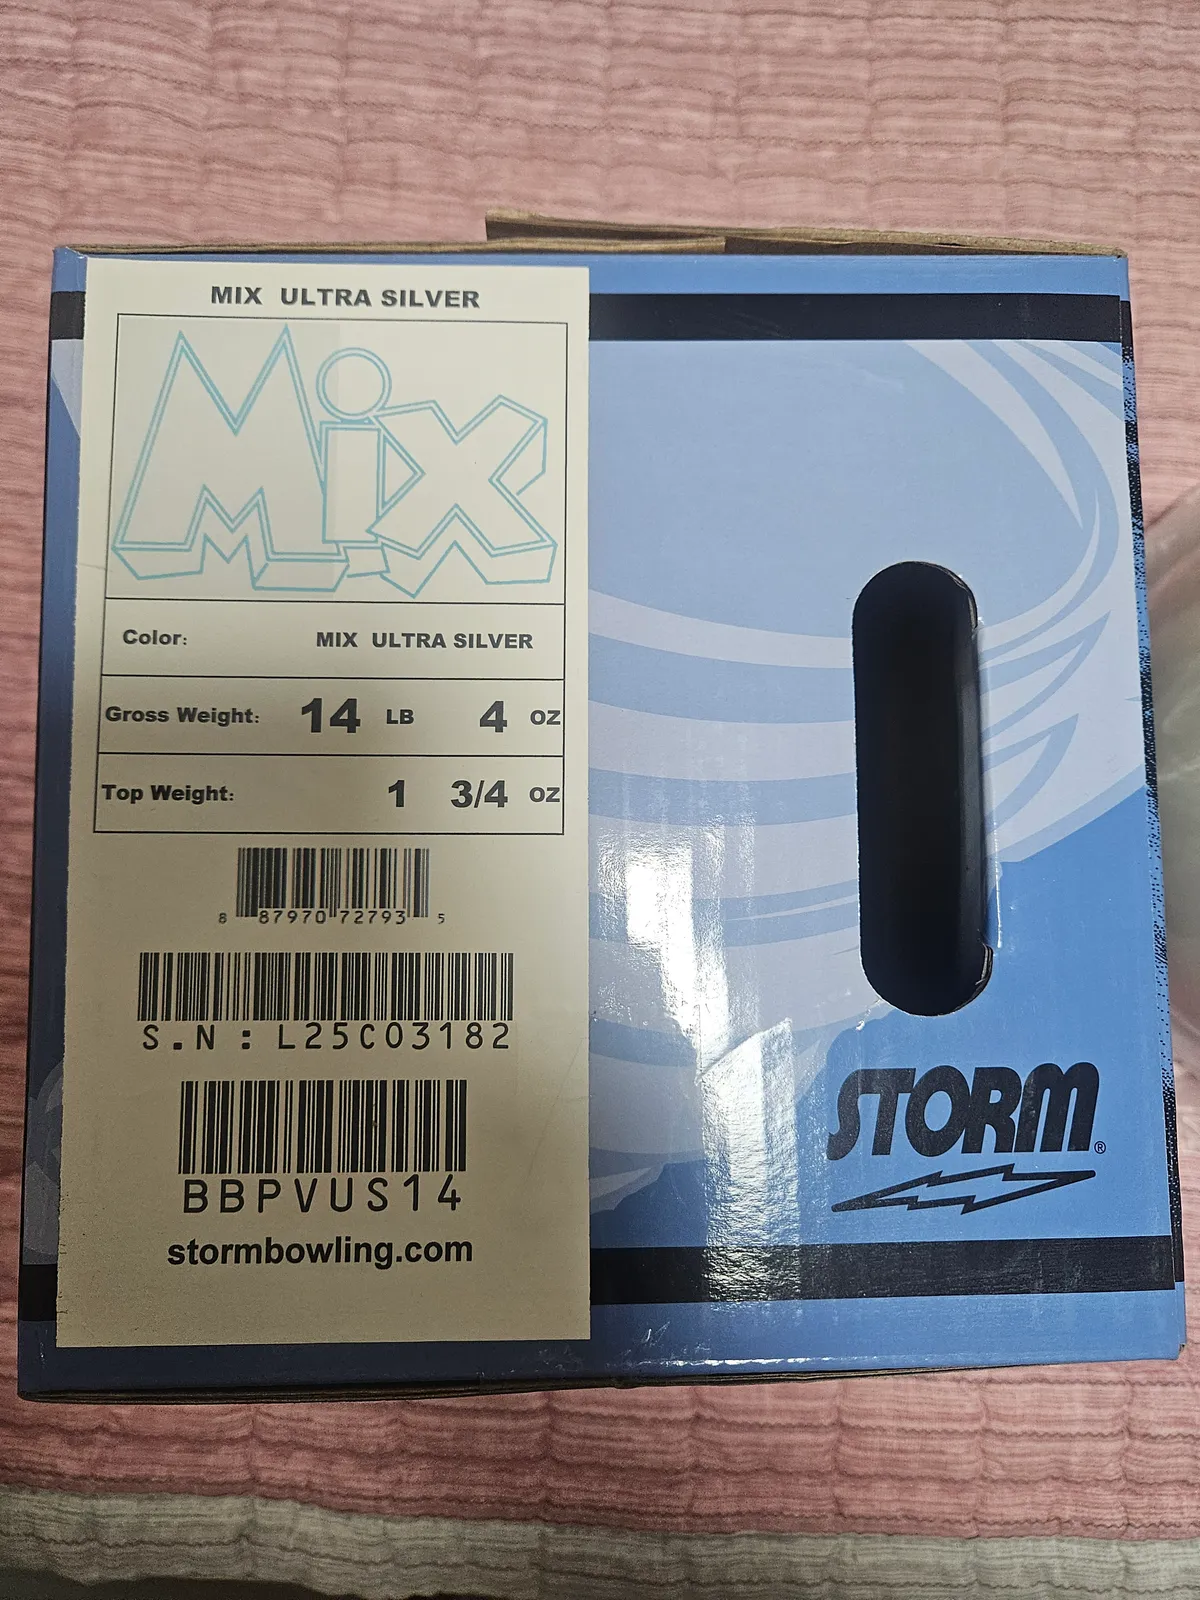 MIX ULTRA SILVER
Mix
Color: MIX ULTRA SILVER
Gross Weight: 14 LB 4 OZ
Top Weight: 1 3/4 OZ
8 87970 72793 5
S.N: L25C03182
BBPVUS14
stormbowling.com
STORM®